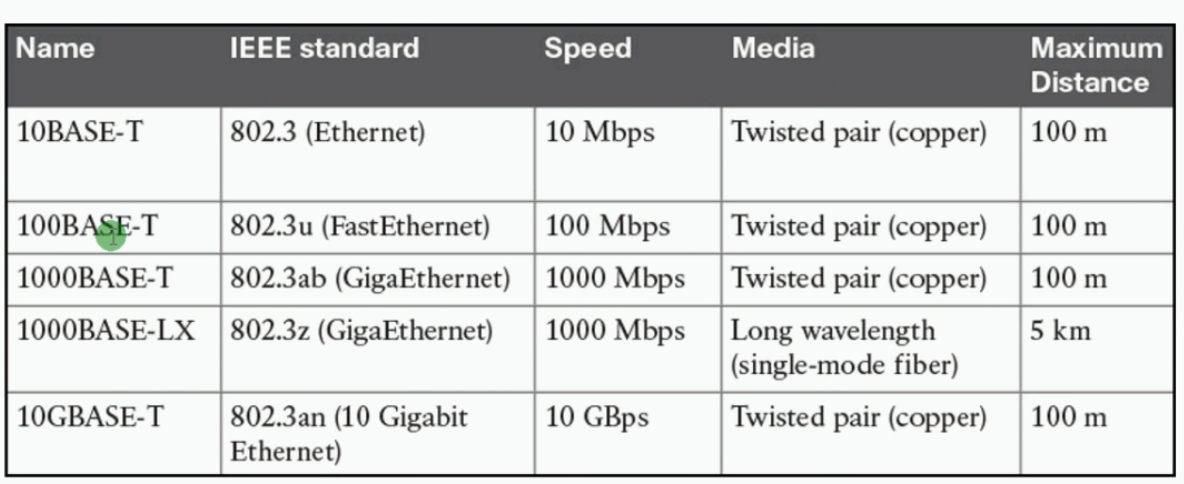 Name IEEE standard Speed Media Maximum Distance
10BASE-T 802.3 (Ethernet) 10 Mbps Twisted pair (copper) 100 m
100BASE-T 802.3u (FastEthernet) 100 Mbps Twisted pair (copper) 100 m
1000BASE-T 802.3ab (GigaEthernet) 1000 Mbps Twisted pair (copper) 100 m
1000BASE-LX 802.3z (GigaEthernet) 1000 Mbps Long wavelength (single-mode fiber) 5 km
10GBASE-T 802.3an (10 Gigabit Ethernet) 10 GBps Twisted pair (copper) 100 m